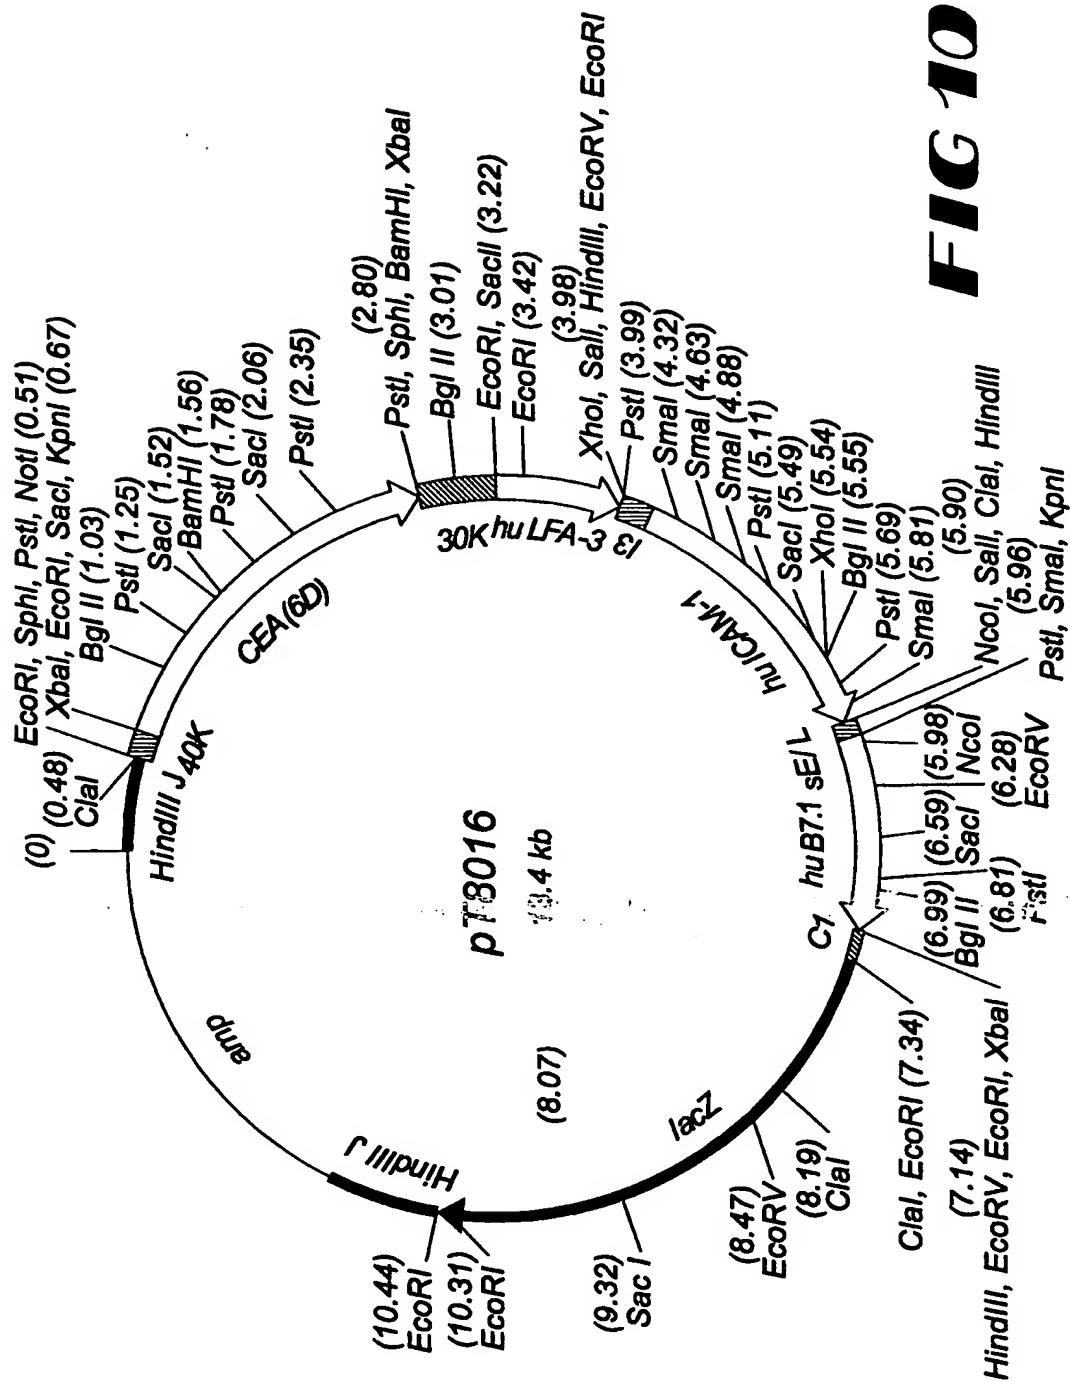 (0)
(0.48)
ClaI
EcoRI, SphI, PstI, NotI (0.51)
XbaI, EcoRI, SacI, KpnI (0.67)
Bgl II (1.03)
PstI (1.25)
SacI (1.52)
BamHI (1.56)
PstI (1.78)
SacI (2.06)
PstI (2.35)
(2.80)
PstI, SphI, BamHI, XbaI
Bgl II (3.01)
EcoRI, SacII (3.22)
EcoRI (3.42)
(3.98)
XhoI, SalI, HindIII, EcoRV, EcoRI
PstI (3.99)
SmaI (4.32)
SmaI (4.63)
SmaI (4.88)
PstI (5.11)
SacI (5.49)
XhoI (5.54)
Bgl II (5.55)
PstI (5.69)
SmaI (5.81)
(5.90)
NcoI, SalI, ClaI, HindIII
(5.96)
PstI, SmaI, KpnI
(5.98)
NcoI
(6.28)
EcoRV
(6.59)
SacI
(6.81)
PstI
(6.99)
Bgl II
(7.14)
HindIII, EcoRV, EcoRI, XbaI
ClaI, EcoRI (7.34)
(8.19)
ClaI
(8.47)
EcoRV
(9.32)
Sac I
(10.31)
EcoRI
(10.44)
EcoRI
HindIII J
40K
CEA(6D)
30K
hu LFA-3
I3
hu ICAM-1
sE/L
hu B7.1
C1
lacZ
(8.07)
HindIII J
amp
pT8016
13.4 kb
FIG 10